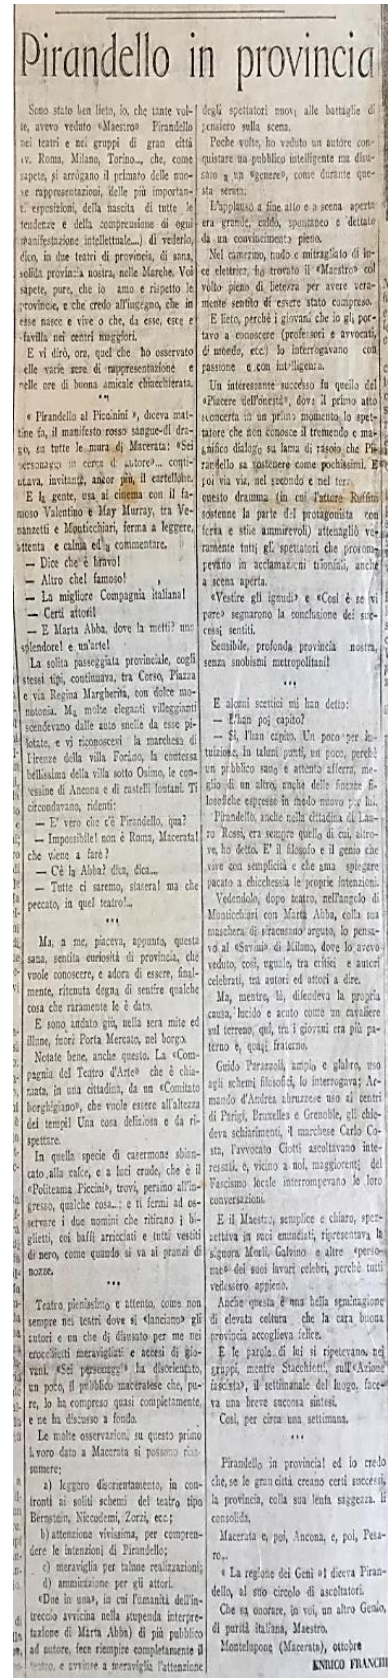 Pirandello in provincia
Sono stato ben lieto, io, che tante vol-
te, avevo veduto «Maestro» Pirandello
nei teatri e nei gruppi di gran città
(v. Roma, Milano, Torino..., che, come
sapete, si arrogano il primato delle nuo-
ve rappresentazioni, delle più importan-
ti esposizioni, della nascita di tutte le
tendenze e della comprensione di ogni
manifestazione intellettuale...) di vederlo,
dico, in due teatri di provincia, di sana,
solida provincia nostra, nelle Marche. Voi
sapete, pure, che io amo e rispetto le
provincie, e che credo all'ingegno, che in
esse nasce e vive o che, da esse, esce e
sfavilla nei centri maggiori.
E vi dirò, ora, quel che ho osservato
alle varie sere di rappresentazione e
nelle ore di buona amicale chiacchierata.
« Pirandello al Piccinini », diceva mat-
tine fa, il manifesto rosso sangue-di dra-
go, su tutte le mura di Macerata: «Sei
personaggi in cerca d'autore»... conti-
nuava, invitante, ancor più, il cartellone.
E la gente, usa ai cinema con il fa-
moso Valentino e May Murray, tra Ve-
nanzetti e Monticchiari, ferma a leggere,
attenta e calma ed a commentare.
— Dice che è bravo!
— Altro che! famoso!
— La migliore Compagnia italiana!
— Certi attori!
— E Marta Abba, dove la metti? uno
splendore! e un'arte!
La solita passeggiata provinciale, cogli
stessi tipi, continuava, tra Corso, Piazza
e via Regina Margherita, con dolce mo-
notonia. Ma molte eleganti villeggianti
scendevano dalle auto snelle da esse pi-
lotate, e vi riconoscevi la marchesa di
Firenze della villa Forano, la contessa
bellissima della villa sotto Osimo, le con-
tessine di Ancona e di castelli lontani. Ti
circondavano, ridenti:
— E' vero che c'è Pirandello, qua?
— Impossibile! non è Roma, Macerata!
che viene a fare?
— C'è la Abba? dica, dica...
— Tutte ci saremo, stasera! ma che
peccato, in quel teatro!...
***
Ma, a me, piaceva, appunto, questa
sana, sentita curiosità di provincia, che
vuole conoscere, e adora di essere, final-
mente, ritenuta degna di sentire qualche
cosa che raramente le è dato.
E sono andato giù, nella sera mite ed
illune, fuori Porta Mercato, nel borgo.
Notate bene, anche questo. La «Com-
pagnia del Teatro d'Arte» che è chia-
mata, in una cittadina, da un «Comitato
borghigiano», che vuole essere all'altezza
dei tempi! Una cosa deliziosa e da ri-
spettare.
In quella specie di casermone sbian-
cato alla calce, e a luci crude, che è il
«Politeama Piccini», trovi, persino all'in-
gresso, qualche cosa...: e ti fermi ad os-
servare i due uomini che ritirano i bi-
glietti, coi baffi arricciati e tutti vestiti
di nero, come quando si va ai pranzi di
nozze.
***
Teatro pienissimo e attento, come non
sempre nei teatri dove si «lanciano» gli
autori e un che di disusato per me nei
crocchietti meravigliati e accesi di gio-
vani. «Sei personaggi» ha disorientato,
un poco, il pubblico maceratese che, pu-
re, lo ha compreso quasi completamente,
e ne ha discusso a fondo.
Le molte osservazioni su questo primo
lavoro dato a Macerata si possono rias-
sumere:
a) leggero disorientamento, in con-
fronti ai soliti schemi del teatro tipo
Bernstein, Niccodemi, Zorzi, ecc.;
b) attenzione vivissima, per compren-
dere le intenzioni di Pirandello;
c) meraviglia per talune realizzazioni;
d) ammirazione per gli attori.
«Due in una», in cui l'umanità dell'in-
treccio avvicina nella stupenda interpre-
tazione di Marta Abba) di più pubblico
ad autore, fece riempire completamente il
teatro, e avvinse a meraviglia l'attenzione
degli spettatori nuovi alle battaglie di
pensiero sulla scena.
Poche volte, ho veduto un autore con-
quistare un pubblico intelligente ma disu-
sato a un «genere», come durante que-
sta serata.
L'applauso a fine atto e a scena aperta
era grande, caldo, spontaneo e dettato
da un convincimento pieno.
Nel camerino, nudo e mitragliato di lu-
ce elettrica, ho trovato il «Maestro» col
volto pieno di lietezza per avere vera-
mente sentito di essere stato compreso.
E lieto, perchè i giovani che io gli por-
tavo a conoscere (professori e avvocati,
di mondo, etc.) lo interrogavano con
passione e con intelligenza.
Un interessante successo fu quello del
«Piacere dell'onestà», dove il primo atto
sconcerta in un primo momento lo spet-
tatore che non conosce il tremendo e ma-
gnifico dialogo su lama di rasoio che Pi-
randello sa sostenere come pochissimi. E
poi via via, nel secondo e nel ter.
questo dramma (in cui l'attore Ruffini
sostenne la parte del protagonista con
forza e stile ammirevoli) attenagliò ve-
ramente tutti gli spettatori che prorom-
pevano in acclamazioni trionfali, anche
a scena aperta.
«Vestire gli ignudi» e «Così è se vi
pare» segnarono la conclusione dei suc-
cessi sentiti.
Sensibile, profonda provincia nostra,
senza snobismi metropolitani!
***
E alcuni scettici mi han detto:
— L'han poi capito?
— Sì, l'han capito. Un poco per in-
tuizione, in taluni punti, un poco, perchè
un pubblico sano e attento afferra, me-
glio di un altro, anche delle finezze fi-
losofiche espresse in modo nuovo per lui.
Pirandello, anche nella cittadina di Lau-
ro Rossi, era sempre quello di cui, altro-
ve, ho detto. E' il filosofo e il genio che
vive con semplicità e che ama spiegare
pacato a chicchessia le proprie intenzioni.
Vedendolo, dopo teatro, nell'angolo di
Monticchiari con Marta Abba, colla sua
maschera di siracusano arguto, lo pensa-
vo al «Savini» di Milano, dove lo avevo
veduto, così, eguale, tra critici e autori
celebrati, tra autori ed attori a dire.
Ma, mentre, là, difendeva la propria
causa, lucido e acuto come un cavaliere
sul terreno, qui, tra i giovani era più pa-
terno e, quasi fraterno.
Guido Parazzoli, ampio e glabro, uso
agli schemi filosofici, lo interrogava; Ar-
mando d'Andrea abruzzese uso ai centri
di Parigi, Bruxelles e Grenoble, gli chie-
deva schiarimenti, il marchese Carlo Co-
sta, l'avvocato Ciotti ascoltavano inte-
ressati, e, vicino a noi, maggiorenti del
Fascismo locale interrompevano le loro
conversazioni.
E il Maestro, semplice e chiaro, spez-
zettiva in suoi enunciati, ripresentava la
signora Morli, Galvino e altre «perso-
nae» dei suoi lavori celebri, perchè tutti
vedessero appieno.
Anche questa è una bella seminagione
di elevata coltura che la cara buona
provincia accoglieva felice.
E le parole di lui si ripetevano, nei
gruppi, mentre Stacchietti, sull'«Azione
fascista», il settimanale del luogo, face-
va una breve succosa sintesi.
Così, per circa una settimana.
***
Pirandello in provincia! ed io credo
che, se le gran città creano certi successi,
la provincia, colla sua lenta saggezza. li
consolida.
Macerata e, poi, Ancona, e, poi, Pesa-
ro...
« La regione dei Geni »! diceva Piran-
dello, al suo circolo di ascoltatori.
Che sa onorare, in voi, un altro Genio,
di purità italiana, Maestro.
Montelupone (Macerata), ottobre
ENRICO FRANCHI